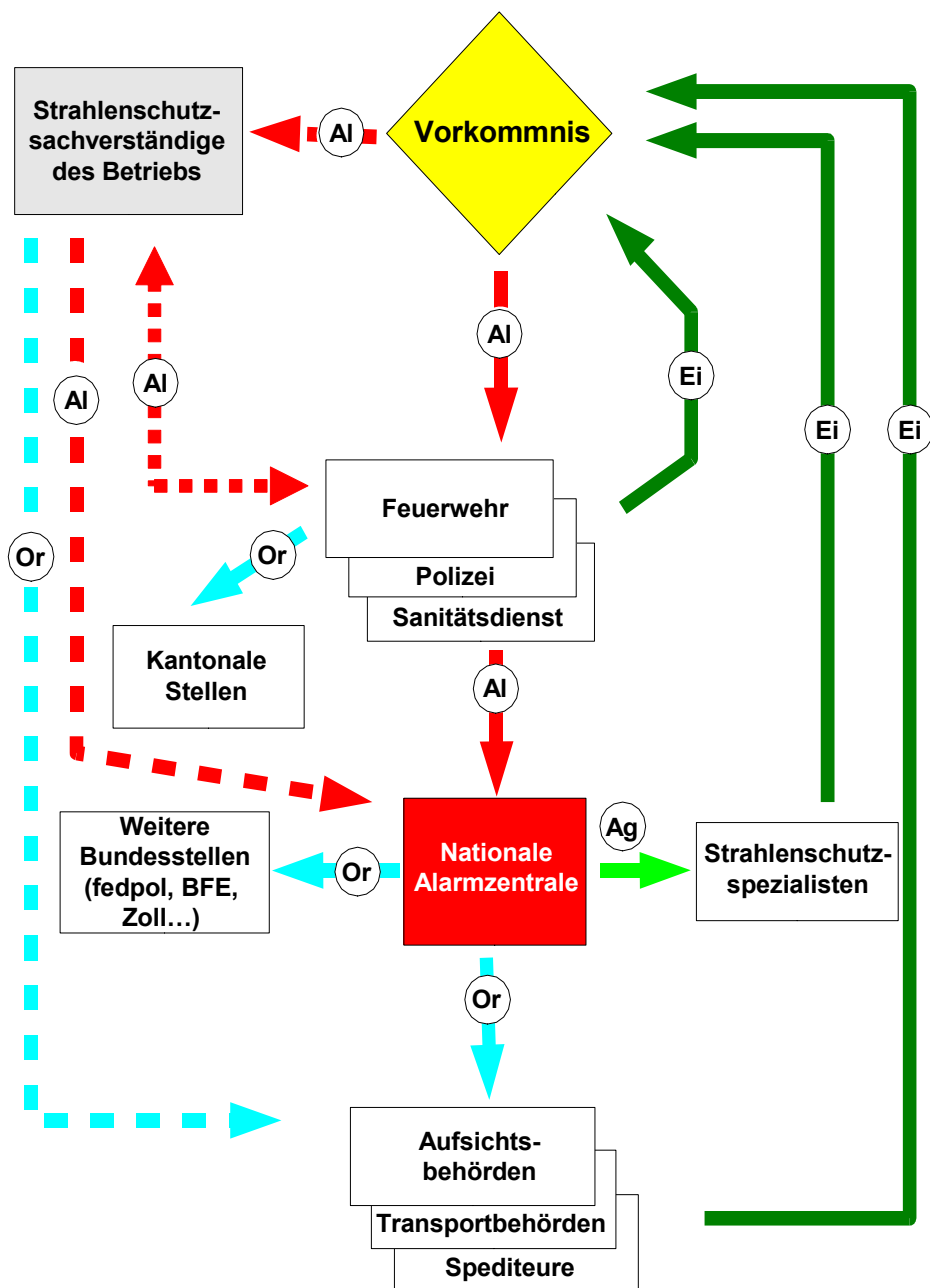 Strahlenschutz-
sachverständige
des Betriebs
Al
Vorkommnis
Al
Al
Al
Ei
Ei
Ei
Feuerwehr
Polizei
Sanitätsdienst
Or
Or
Kantonale
Stellen
Al
Weitere
Bundesstellen
(fedpol, BFE,
Zoll...)
Or
Nationale
Alarmzentrale
Ag
Strahlenschutz-
spezialisten
Or
Aufsichts-
behörden
Transportbehörden
Spediteure